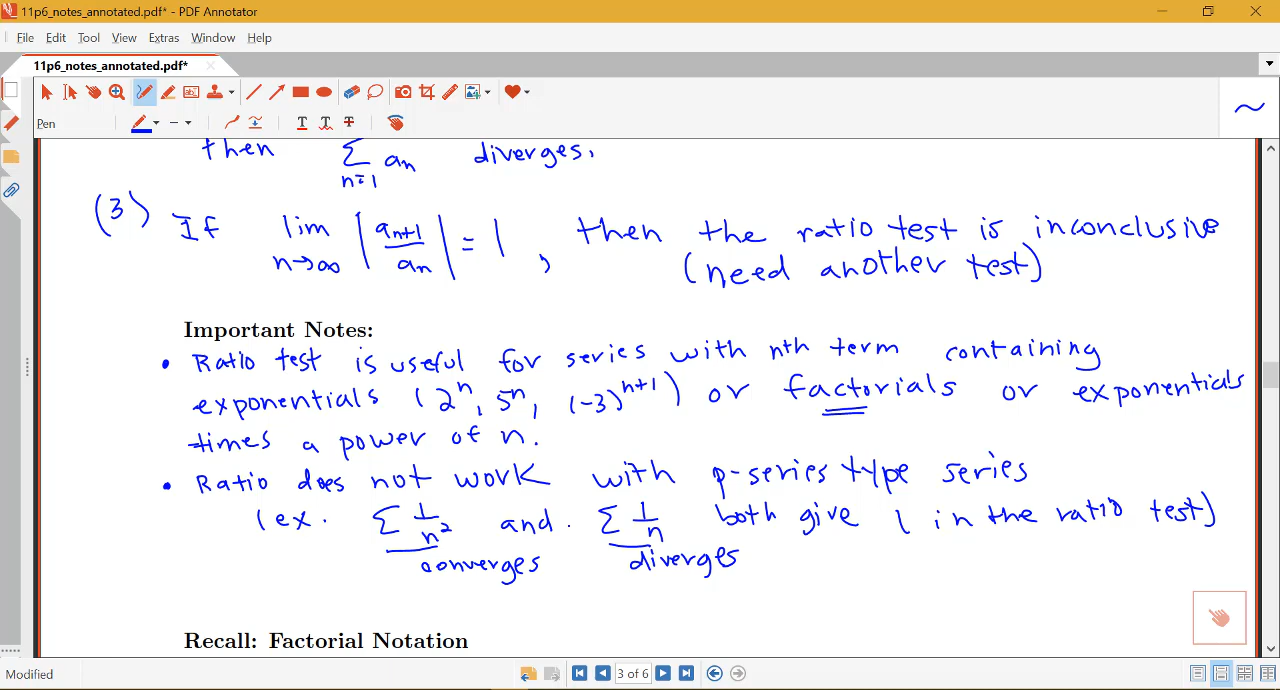 11p6_notes_annotated.pdf* - PDF Annotator
File Edit Tool View Extras Window Help
11p6_notes_annotated.pdf*
Pen
then ∑ n=1 an diverges.
(3) If lim n→∞ |an+1/an| = 1, then the ratio test is inconclusive
(need another test)
Important Notes:
• Ratio test is useful for series with nth term containing
exponentials (2^n, 5^n, (-3)^n+1) or factorials or exponentials
times a power of n.
• Ratio does not work with p-series type series
(ex. ∑ 1/n² and ∑ 1/n both give 1 in the ratio test)
converges diverges
Recall: Factorial Notation
Modified
3 of 6